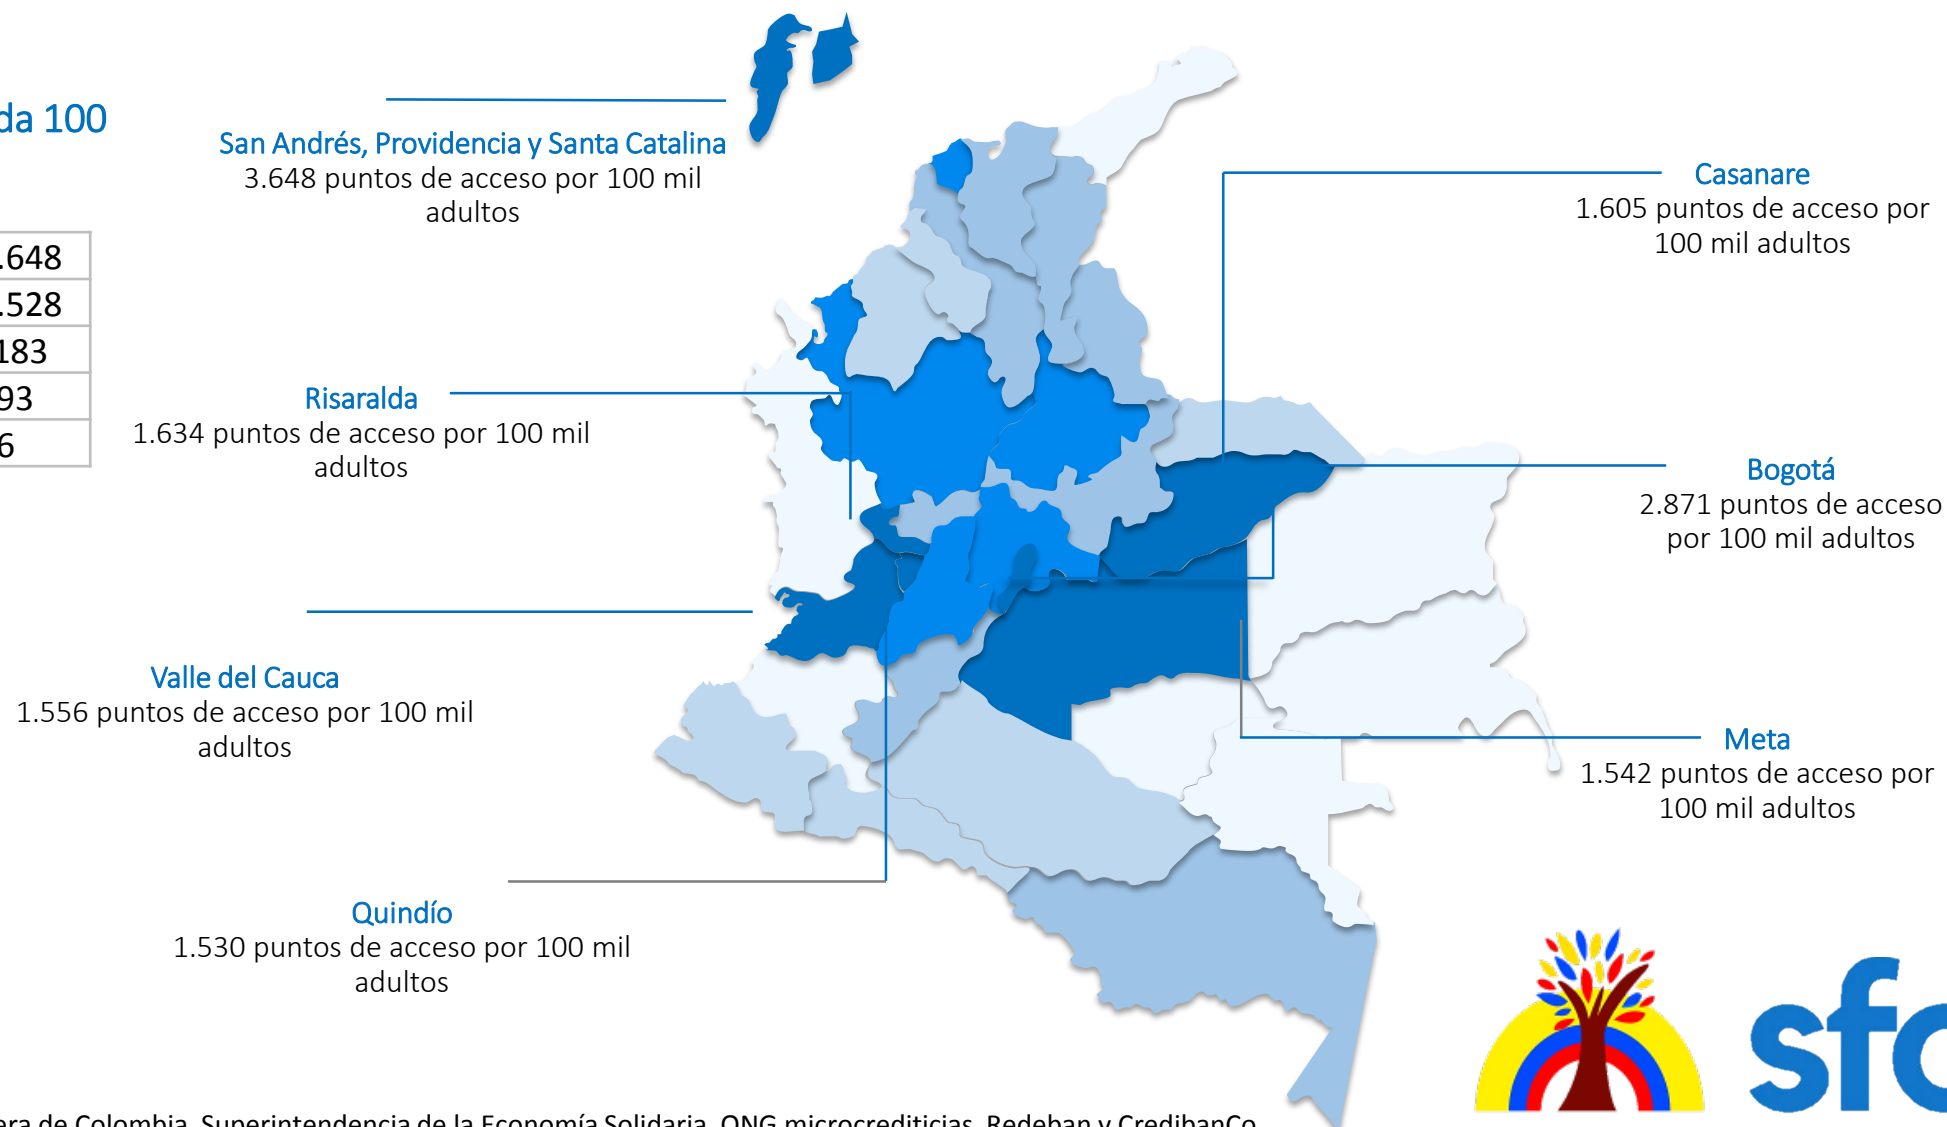 da 100
.648
.528
183
93
6
San Andrés, Providencia y Santa Catalina
3.648 puntos de acceso por 100 mil
adultos
Casanare
1.605 puntos de acceso por
100 mil adultos
Risaralda
1.634 puntos de acceso por 100 mil
adultos
Bogotá
2.871 puntos de acceso
por 100 mil adultos
Valle del Cauca
1.556 puntos de acceso por 100 mil
adultos
Meta
1.542 puntos de acceso por
100 mil adultos
Quindío
1.530 puntos de acceso por 100 mil
adultos
sfc
era de Colombia, Superintendencia de la Economía Solidaria, ONG microcrediticias, Redeban y CredibanCo